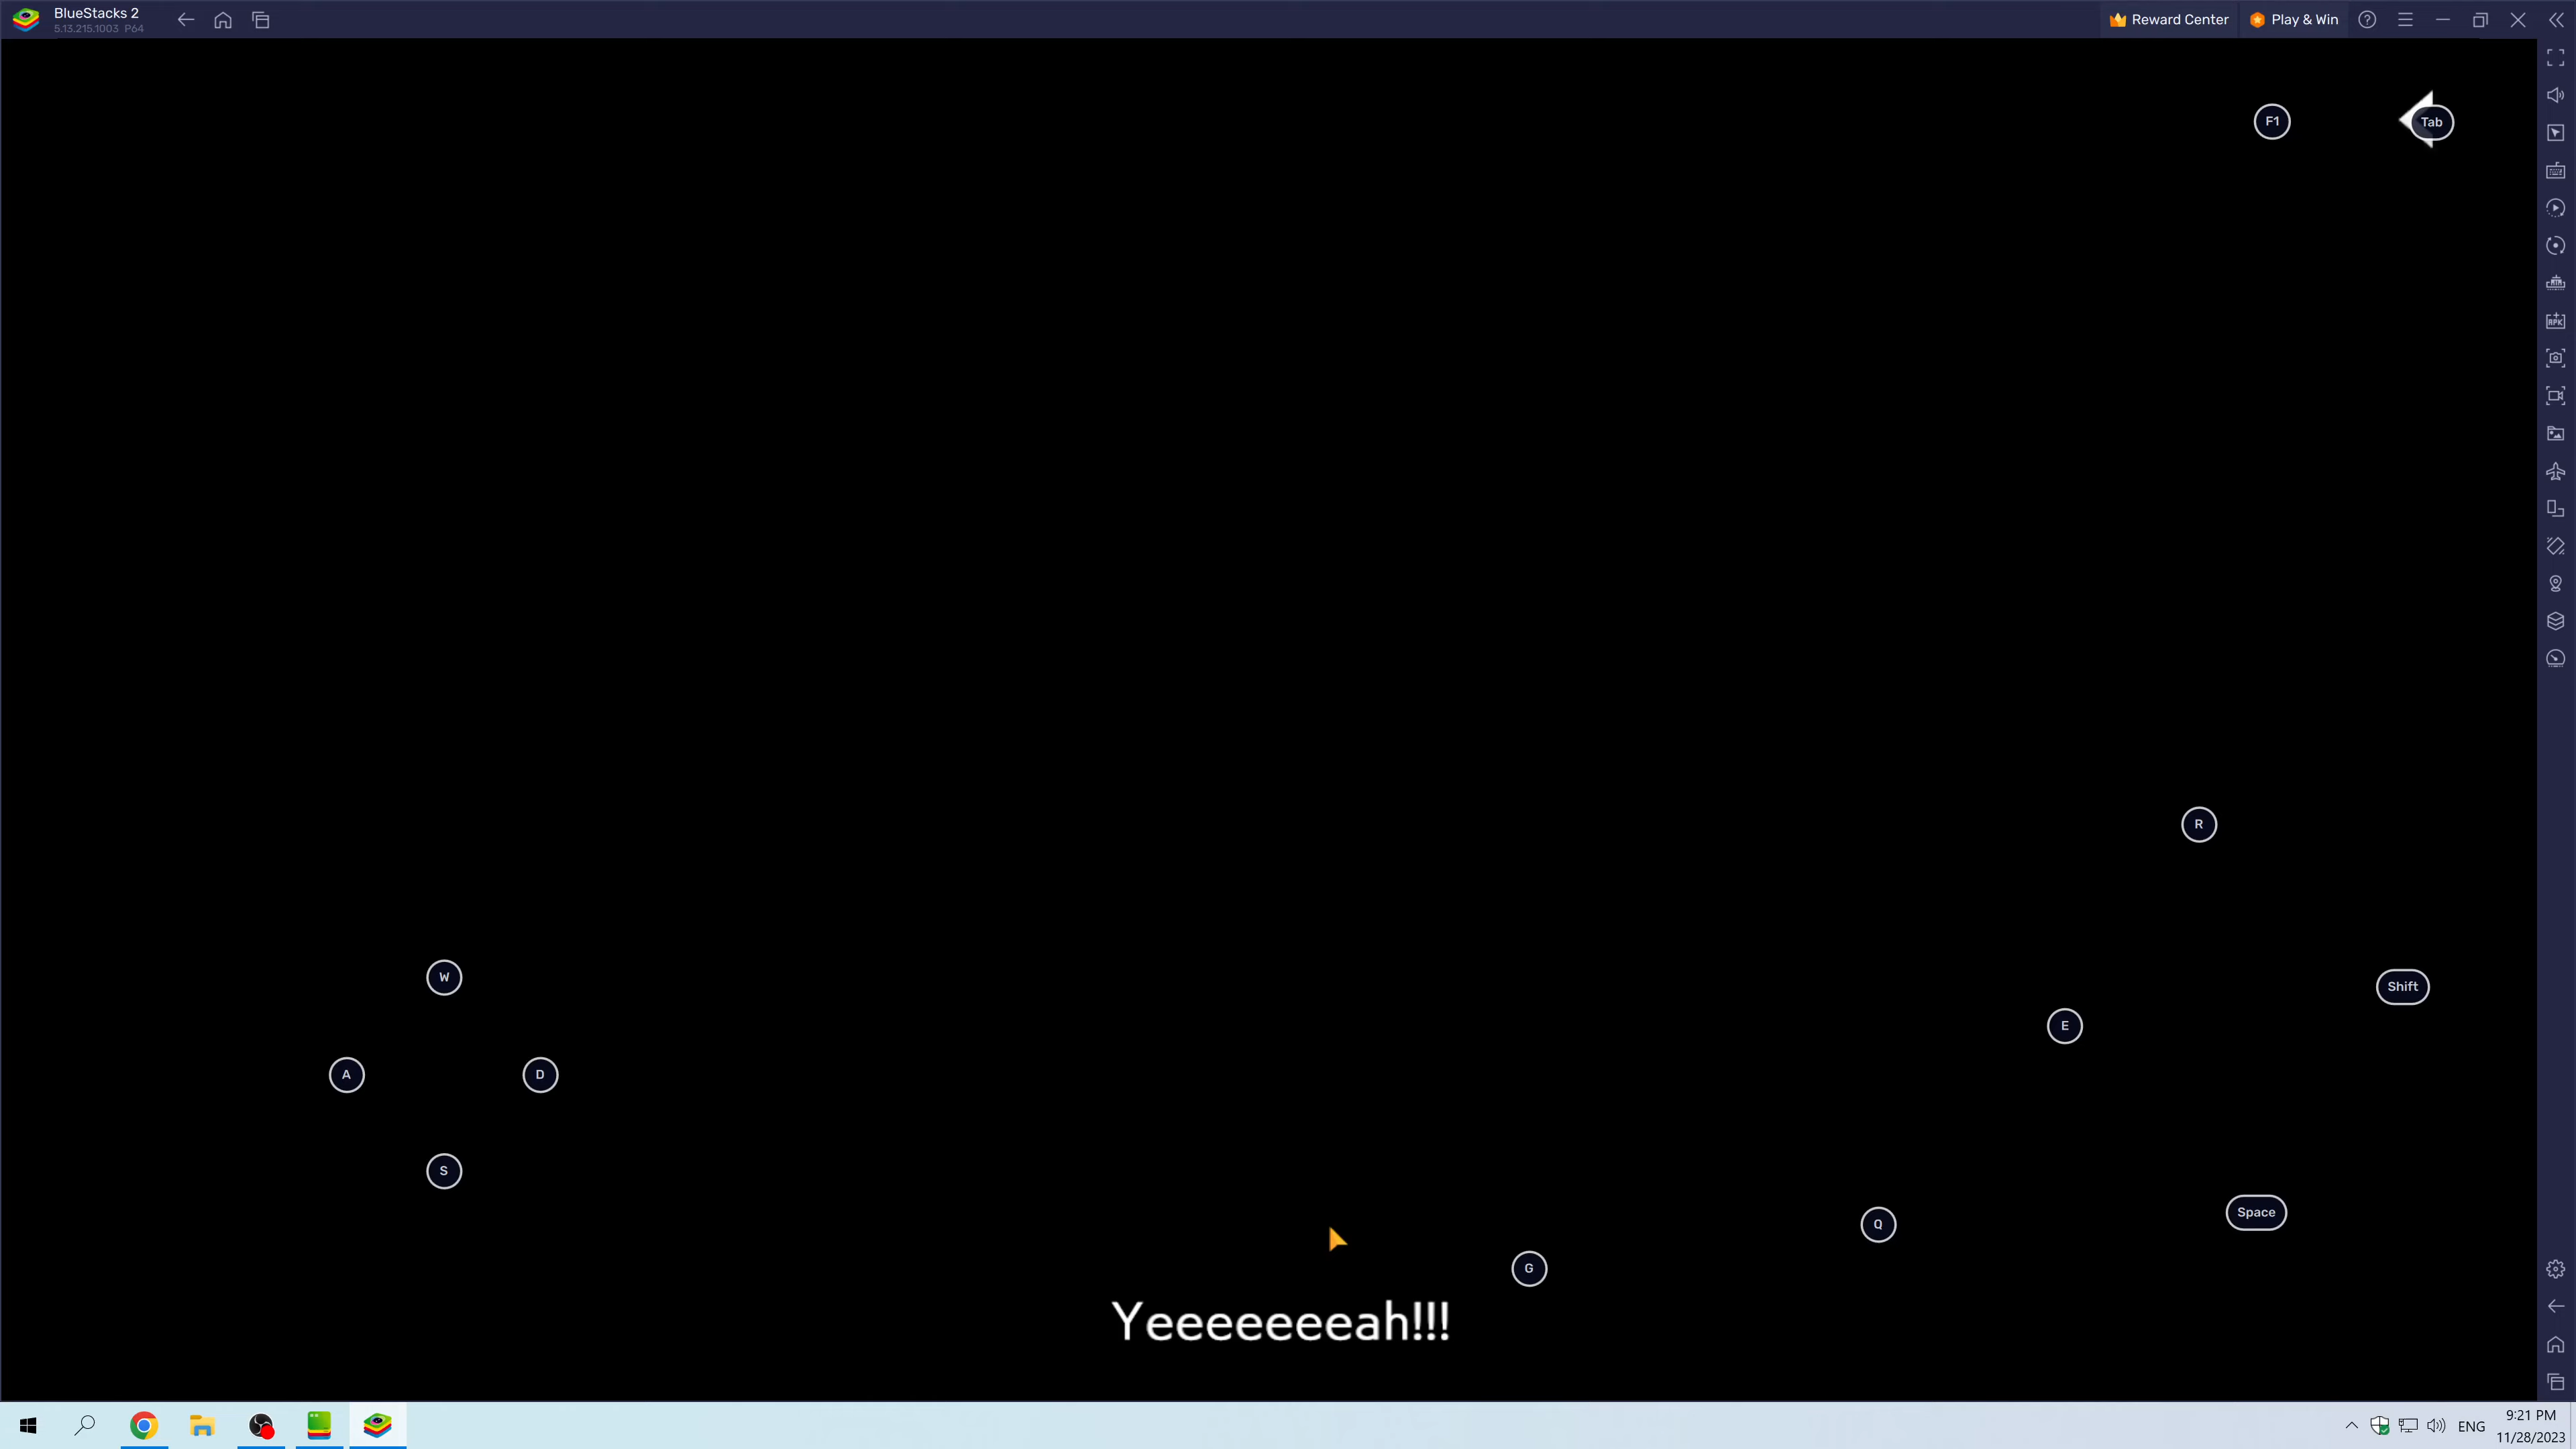 BlueStacks 2
5.13.215.1003 P64
Reward Center
Play & Win
F1
Tab
R
W
Shift
E
A
D
S
Space
Q
G
Yeeeeeeeah!!!
9:21 PM
ENG
11/28/2023